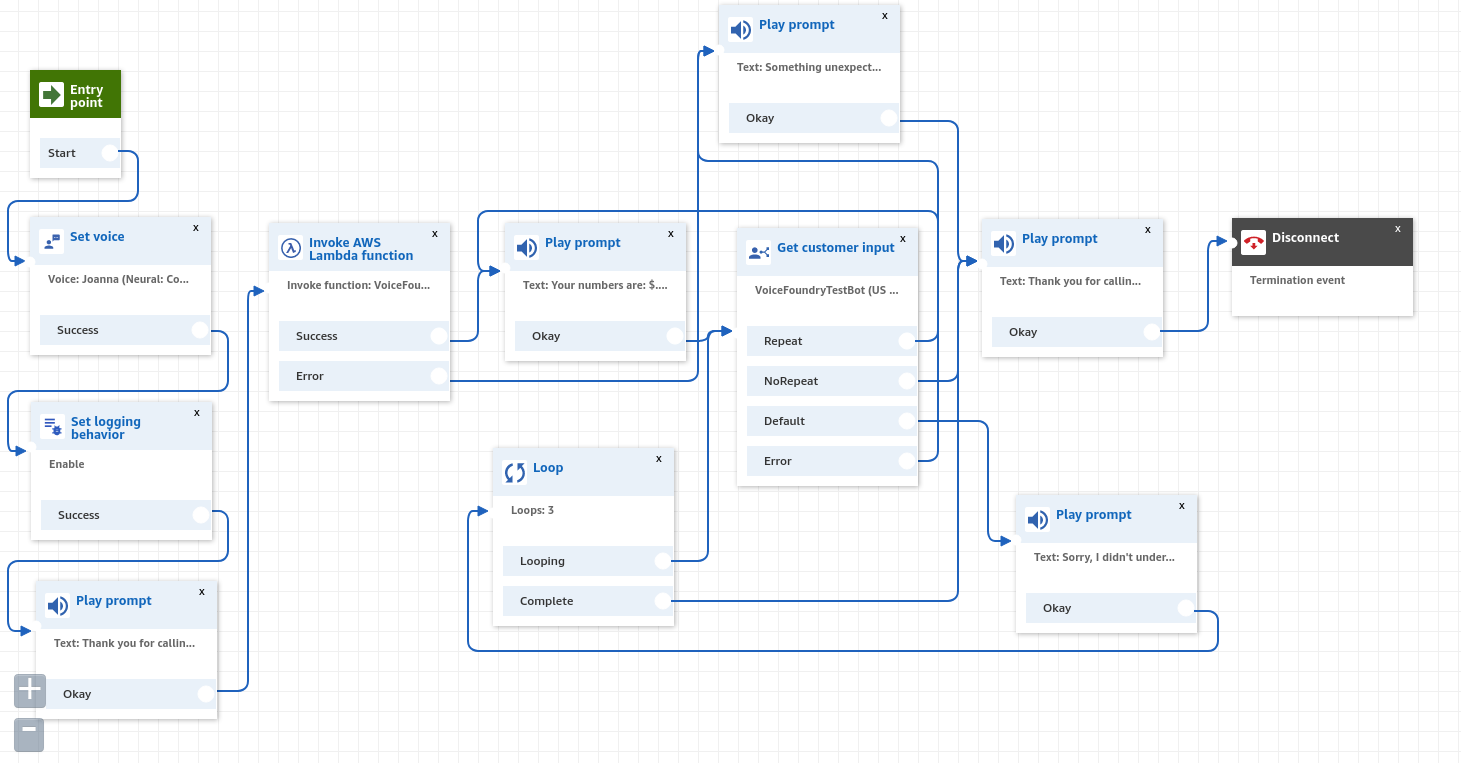 Entry
point
Start
Set voice
x
Voice: Joanna (Neural: Co...
Success
Set logging
behavior
x
Enable
Success
Play prompt
x
Text: Thank you for callin...
Okay
Invoke AWS
Lambda function
x
Invoke function: VoiceFou...
Success
Error
Play prompt
x
Text: Your numbers are: $....
Okay
Play prompt
x
Text: Something unexpect...
Okay
Get customer input
x
VoiceFoundryTestBot (US ...
Repeat
NoRepeat
Default
Error
Loop
x
Loops: 3
Looping
Complete
Play prompt
x
Text: Thank you for callin...
Okay
Disconnect
x
Termination event
Play prompt
x
Text: Sorry, I didn't under...
Okay